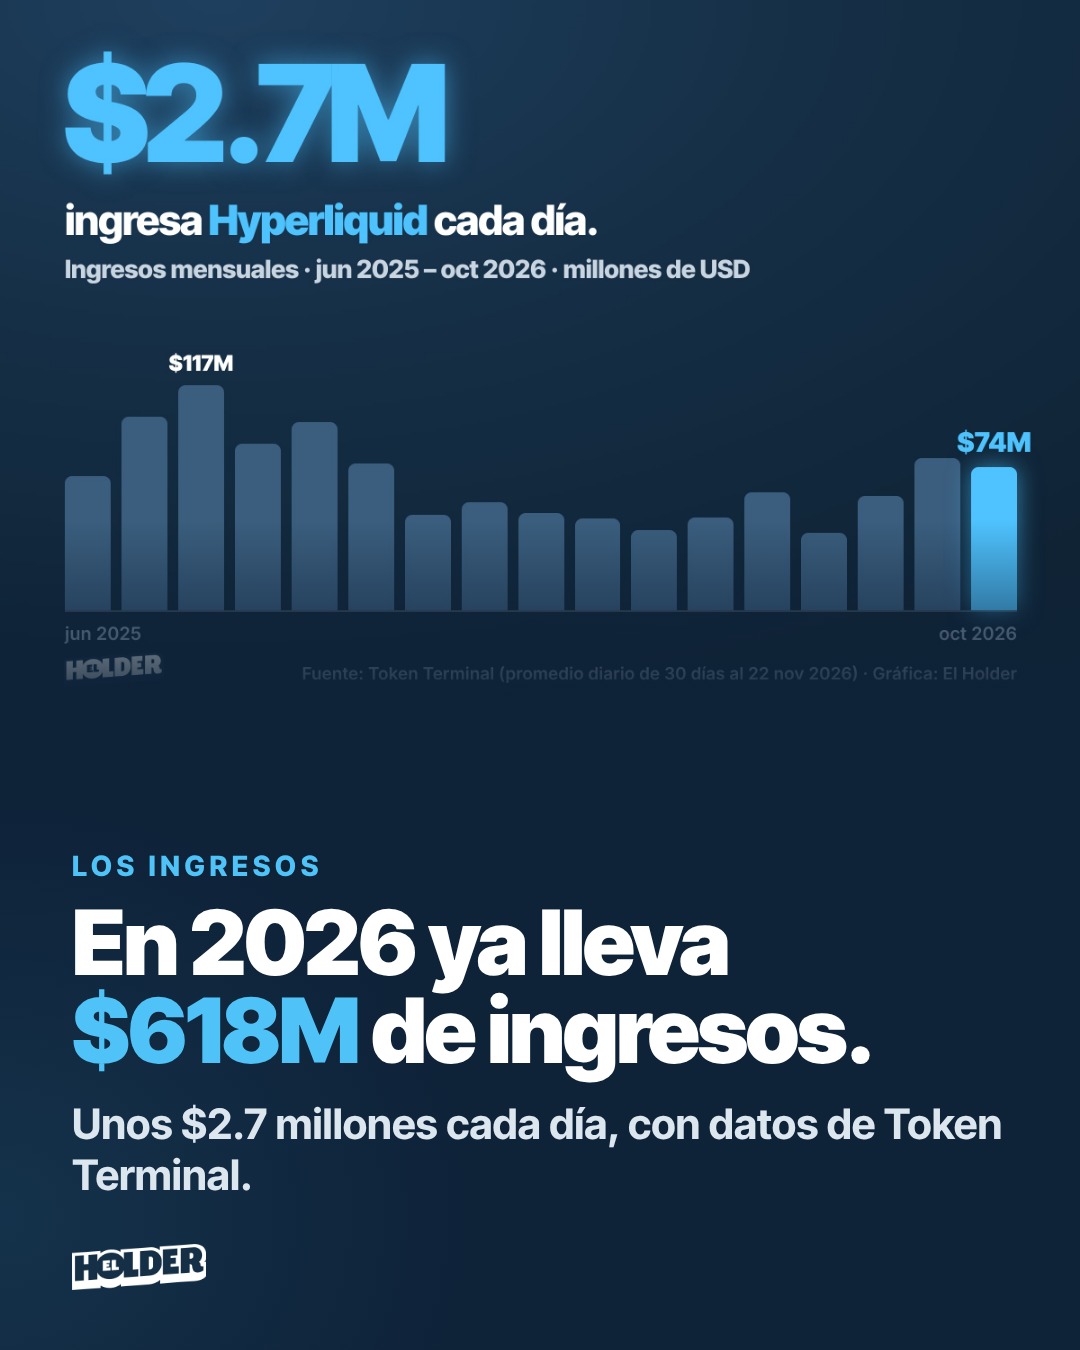 $2.7M
ingresa Hyperliquid cada día.
Ingresos mensuales · jun 2025 – oct 2026 · millones de USD
$117M
$74M
jun 2025
oct 2026
EL HOLDER
Fuente: Token Terminal (promedio diario de 30 días al 22 nov 2026) · Gráfica: El Holder
LOS INGRESOS
En 2026 ya lleva
$618M de ingresos.
Unos $2.7 millones cada día, con datos de Token
Terminal.
EL HOLDER